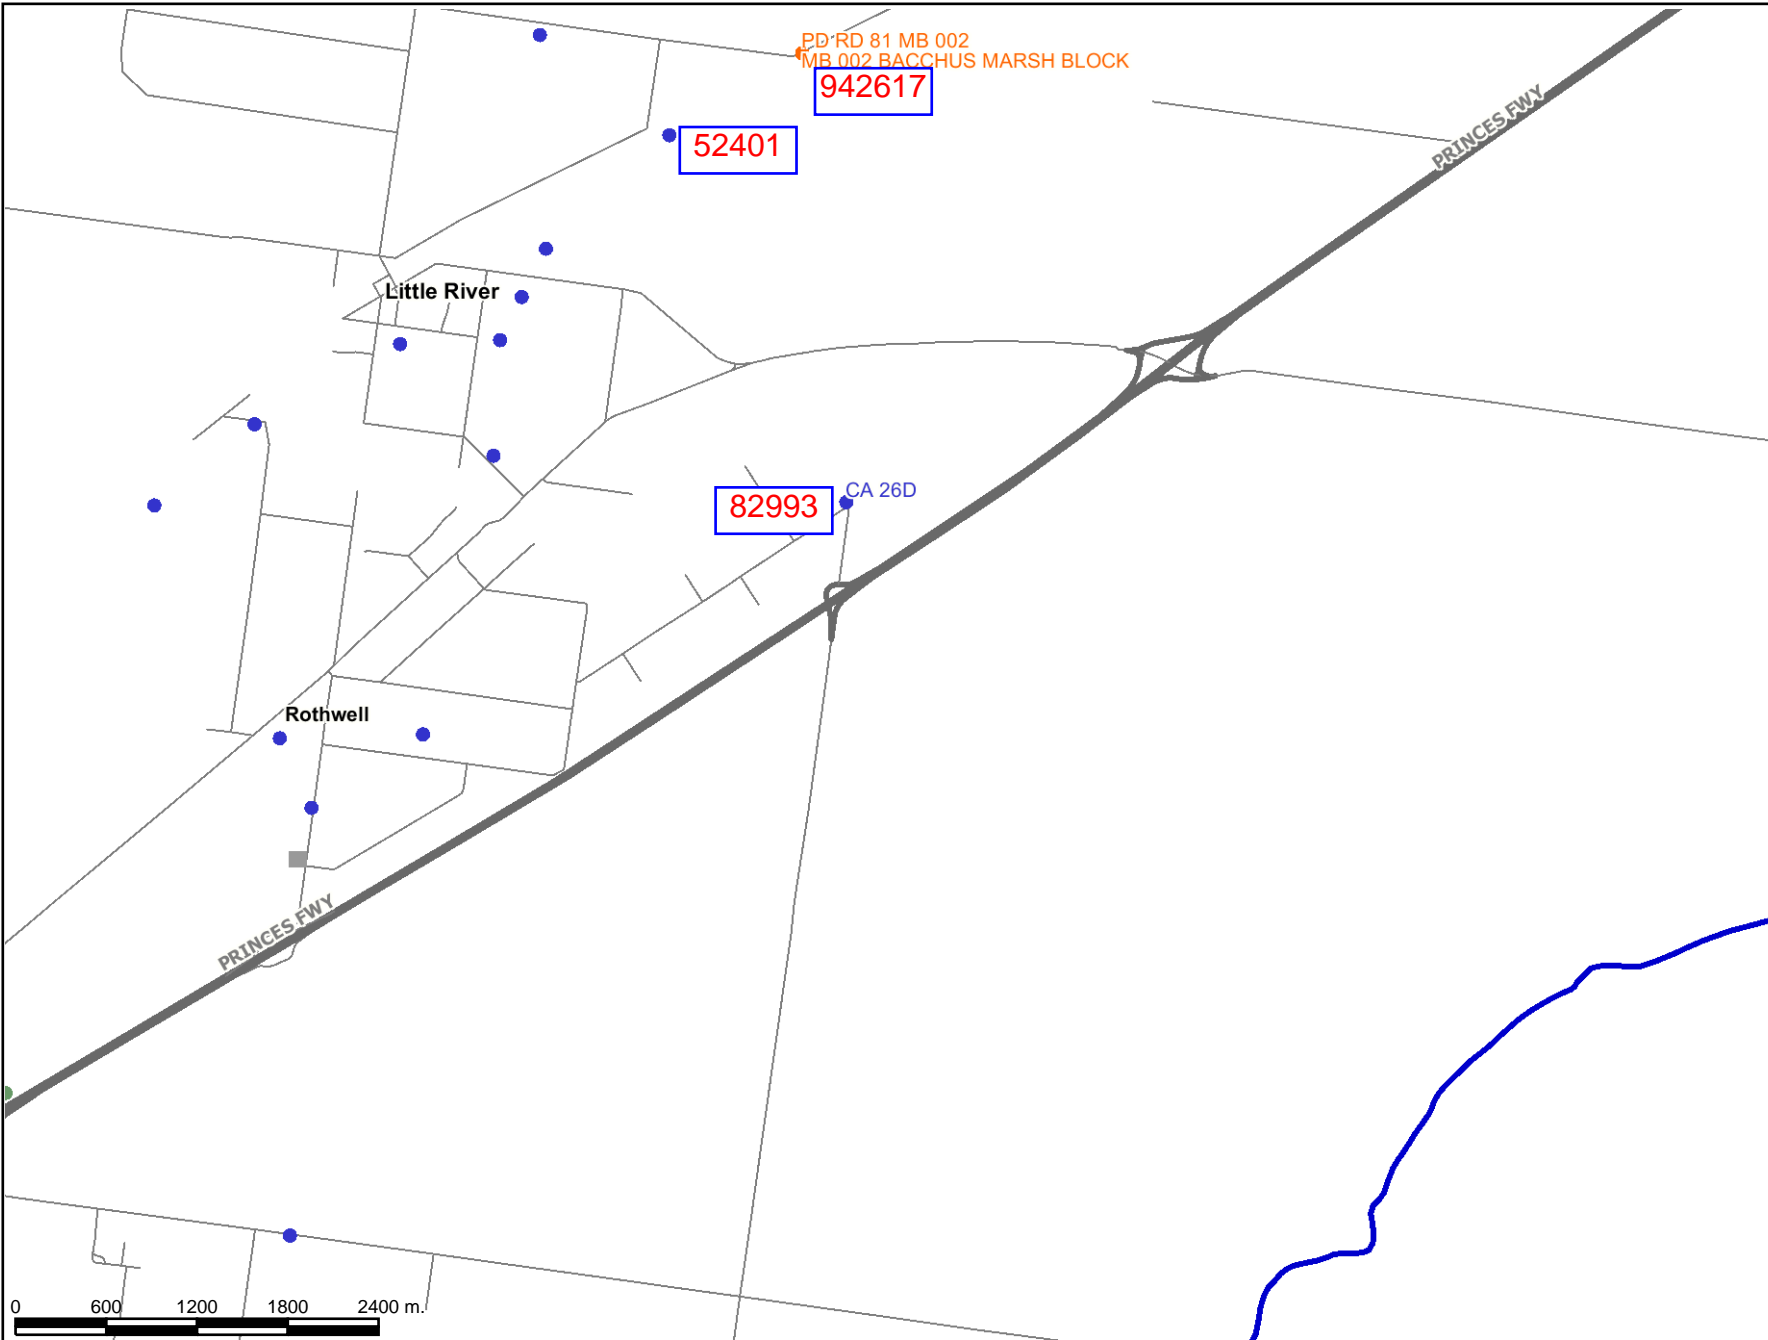 PD RD 81 MB 002
MB 002 BACCHUS MARSH BLOCK
942617
PRINCES FWY
52401
Little River
CA 26D
82993
Rothwell
PRINCES FWY
0 600 1200 1800 2400 m.